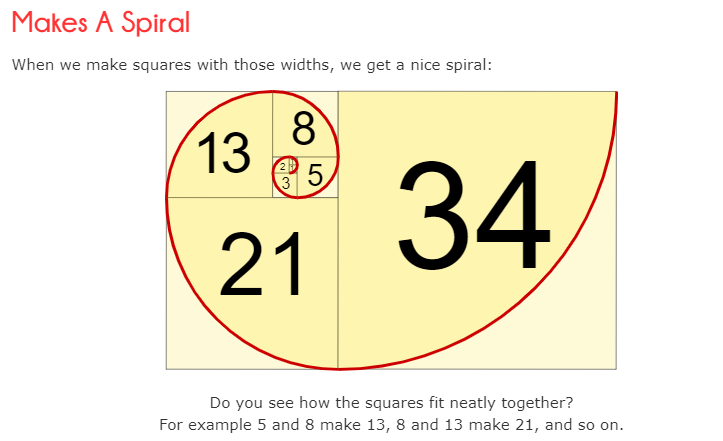 Makes A Spiral
When we make squares with those widths, we get a nice spiral:
8
13
2
3
5
34
21
Do you see how the squares fit neatly together?
For example 5 and 8 make 13, 8 and 13 make 21, and so on.